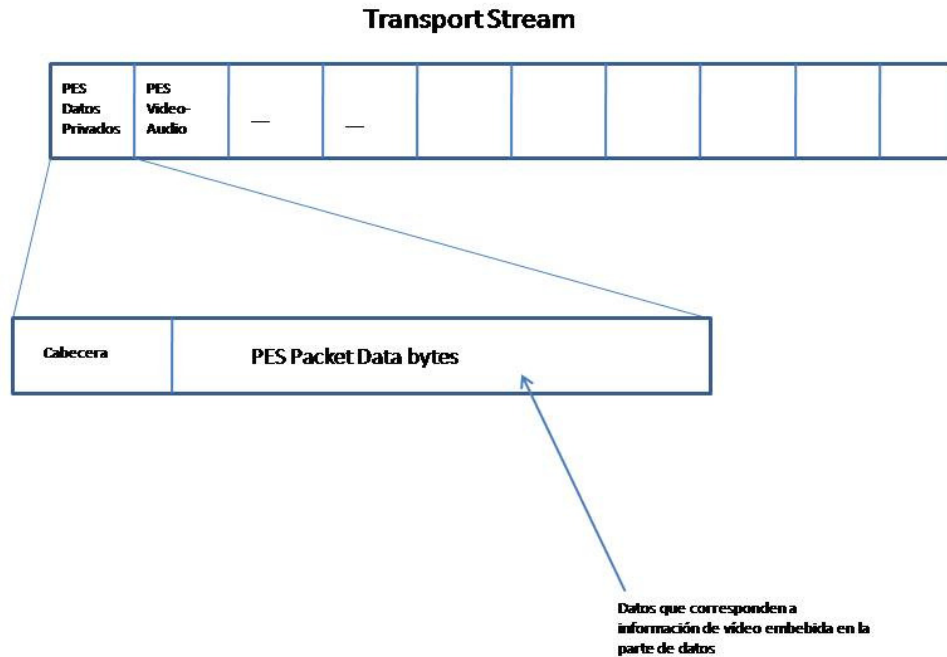 Transport Stream
PES
Datos
Privados
PES
Video-
Audio
Cabecera
PES Packet Data bytes
Datos que corresponden a
información de vídeo embebida en la
parte de datos